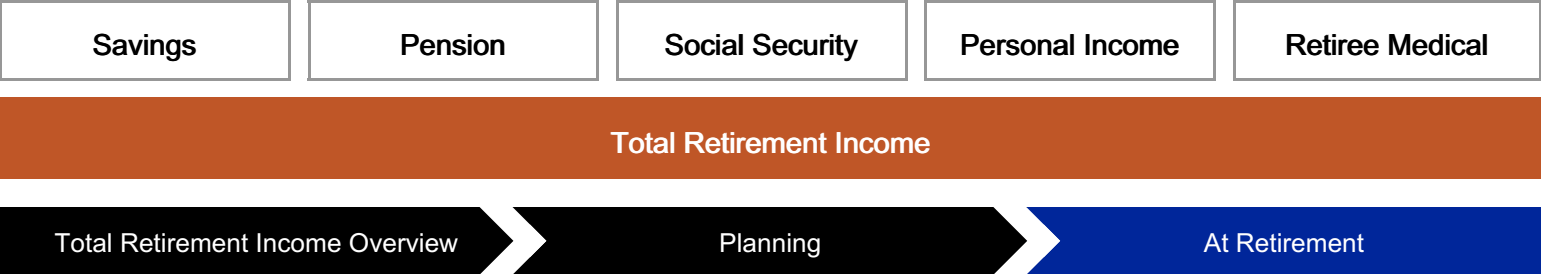 Savings
Pension
Social Security
Personal Income
Retiree Medical
Total Retirement Income
Total Retirement Income Overview
Planning
At Retirement